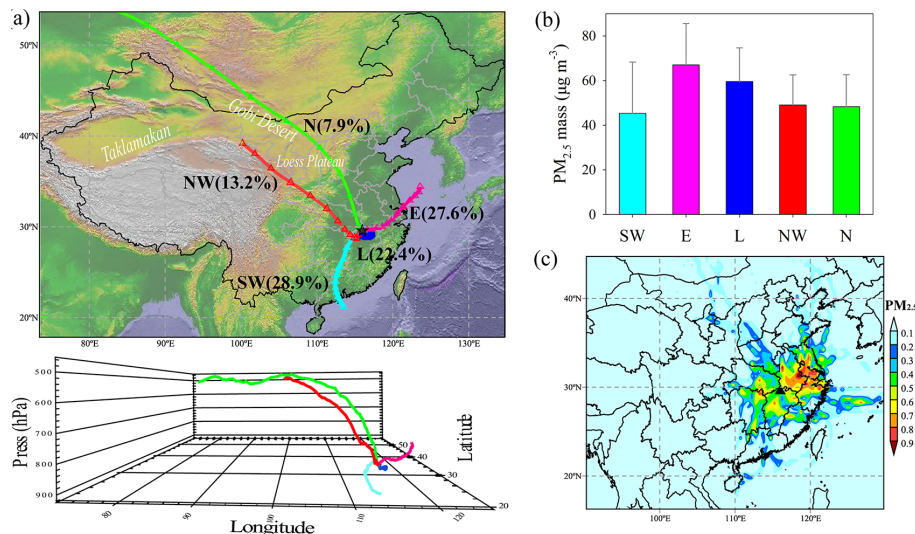 (a)
50°N
40°N
30°N
20°N
80°E
90°E
100°E
110°E
120°E
130°E
Gobi Desert
N(7.9%)
Taklamakan
Loess Plateau
NW(13.2%)
E(27.6%)
L(22.4%)
SW(28.9%)
Press (hPa)
500
600
700
800
900
80
90
100
110
120
Longitude
50
40
30
20
Latitude
(b)
PM2.5 mass (μg m⁻³)
80
60
40
20
0
SW
E
L
NW
N
(c)
40°N
30°N
20°N
100°E
110°E
120°E
PM2.5
0.1
0.2
0.3
0.4
0.5
0.6
0.7
0.8
0.9